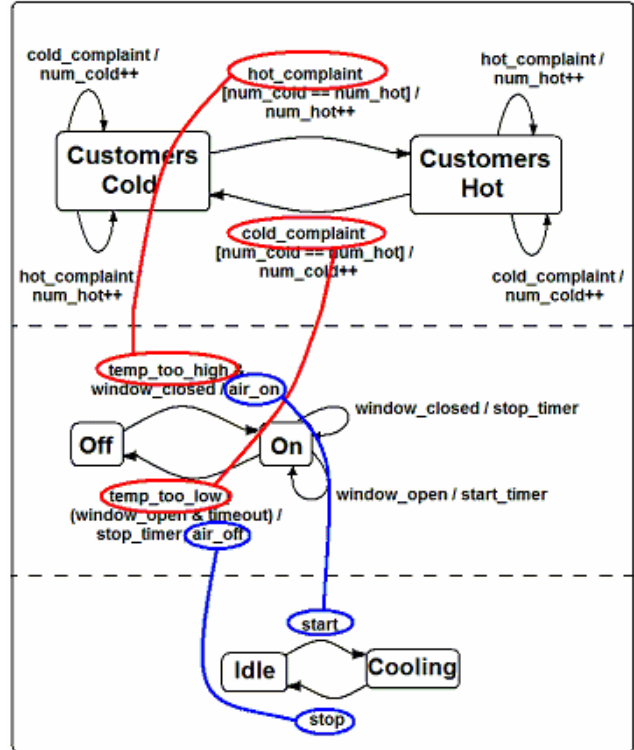 cold_complaint /
num_cold++
hot_complaint
[num_cold == num_hot] /
num_hot++
hot_complaint /
num_hot++
Customers
Cold
Customers
Hot
cold_complaint
[num_cold == num_hot] /
num_cold++
hot_complaint /
num_hot++
cold_complaint /
num_cold++
temp_too_high &
window_closed / air_on
window_closed / stop_timer
Off
On
temp_too_low
(window_open & timeout) /
stop_timer air_off
window_open / start_timer
start
Idle
Cooling
stop